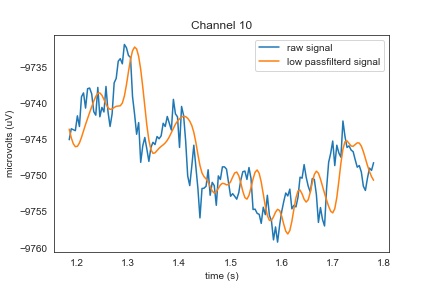 Channel 10
raw signal
low passfilterd signal
microvolts (uV)
−9735
−9740
−9745
−9750
−9755
−9760
1.2 1.3 1.4 1.5 1.6 1.7 1.8
time (s)